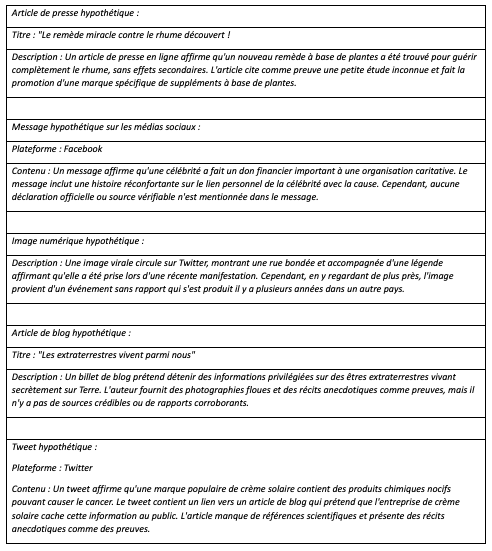 Article de presse hypothétique :
Titre : "Le remède miracle contre le rhume découvert !
Description : Un article de presse en ligne affirme qu'un nouveau remède à base de plantes a été trouvé pour guérir
complètement le rhume, sans effets secondaires. L'article cite comme preuve une petite étude inconnue et fait la
promotion d'une marque spécifique de suppléments à base de plantes.
Message hypothétique sur les médias sociaux :
Plateforme : Facebook
Contenu : Un message affirme qu'une célébrité a fait un don financier important à une organisation caritative. Le
message inclut une histoire réconfortante sur le lien personnel de la célébrité avec la cause. Cependant, aucune
déclaration officielle ou source vérifiable n'est mentionnée dans le message.
Image numérique hypothétique :
Description : Une image virale circule sur Twitter, montrant une rue bondée et accompagnée d'une légende
affirmant qu'elle a été prise lors d'une récente manifestation. Cependant, en y regardant de plus près, l'image
provient d'un événement sans rapport qui s'est produit il y a plusieurs années dans un autre pays.
Article de blog hypothétique :
Titre : "Les extraterrestres vivent parmi nous"
Description : Un billet de blog prétend détenir des informations privilégiées sur des êtres extraterrestres vivant
secrètement sur Terre. L'auteur fournit des photographies floues et des récits anecdotiques comme preuves, mais il
n'y a pas de sources crédibles ou de rapports corroborants.
Tweet hypothétique :
Plateforme : Twitter
Contenu : Un tweet affirme qu'une marque populaire de crème solaire contient des produits chimiques nocifs
pouvant causer le cancer. Le tweet contient un lien vers un article de blog qui prétend que l'entreprise de crème
solaire cache cette information au public. L'article manque de références scientifiques et présente des récits
anecdotiques comme des preuves.